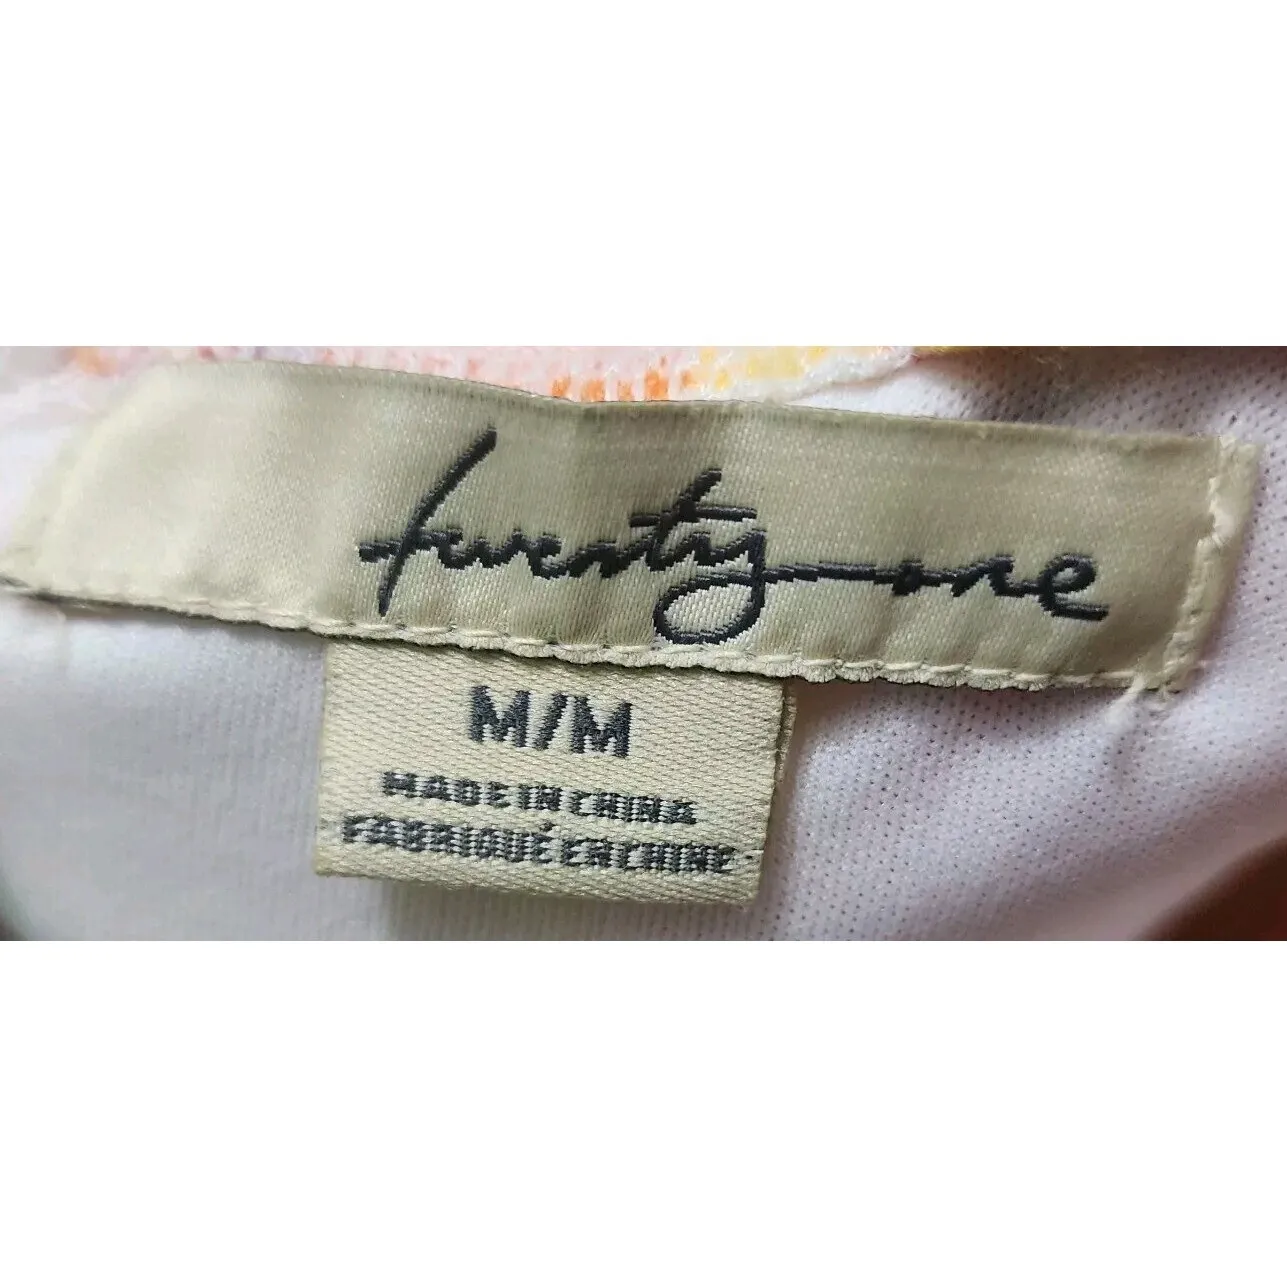 twenty one
M/M
MADE IN CHINA
FABRIQUÉ EN CHINE